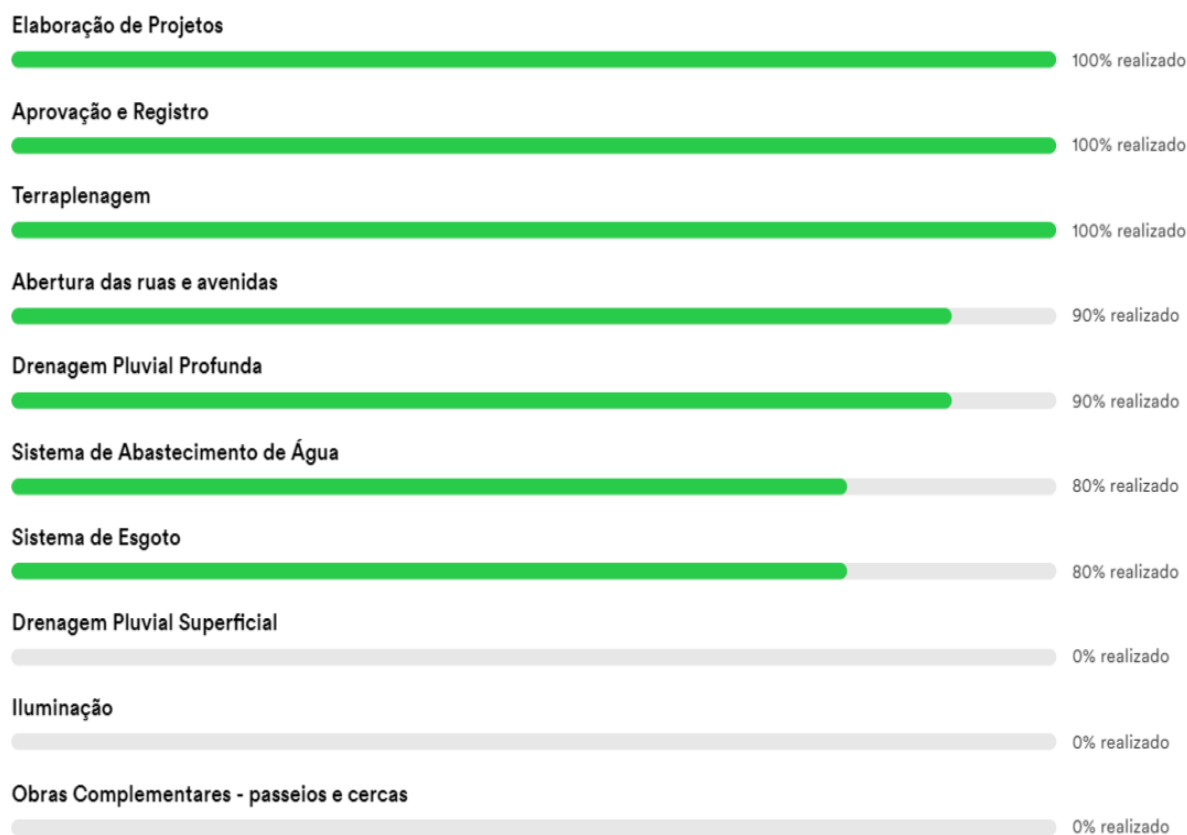 Elaboração de Projetos
100% realizado
Aprovação e Registro
100% realizado
Terraplenagem
100% realizado
Abertura das ruas e avenidas
90% realizado
Drenagem Pluvial Profunda
90% realizado
Sistema de Abastecimento de Água
80% realizado
Sistema de Esgoto
80% realizado
Drenagem Pluvial Superficial
0% realizado
Iluminação
0% realizado
Obras Complementares - passeios e cercas
0% realizado